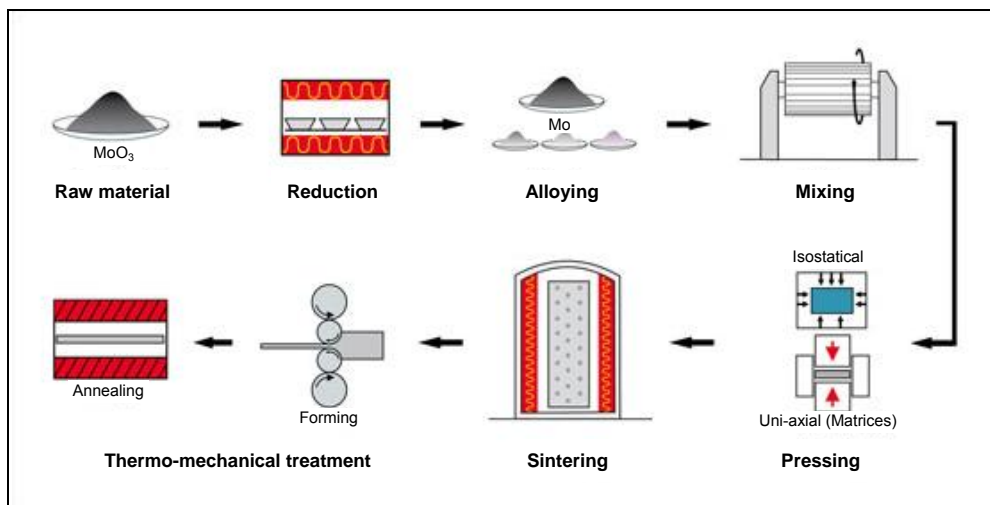 MoO₃
Raw material
Reduction
Mo
Alloying
Mixing
Isostatical
Uni-axial (Matrices)
Pressing
Sintering
Forming
Annealing
Thermo-mechanical treatment